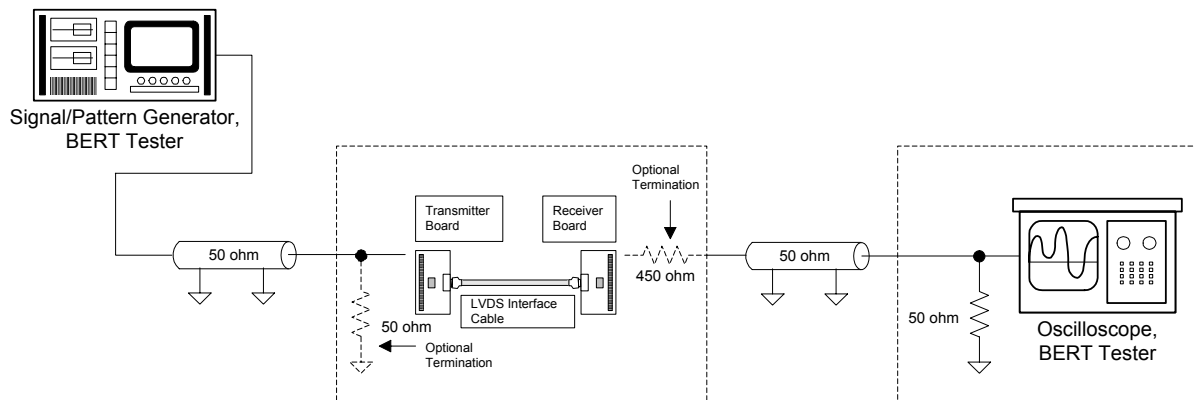 Signal/Pattern Generator,
BERT Tester
50 ohm
50 ohm
Optional
Termination
Transmitter
Board
Receiver
Board
LVDS Interface
Cable
Optional
Termination
450 ohm
50 ohm
50 ohm
Oscilloscope,
BERT Tester